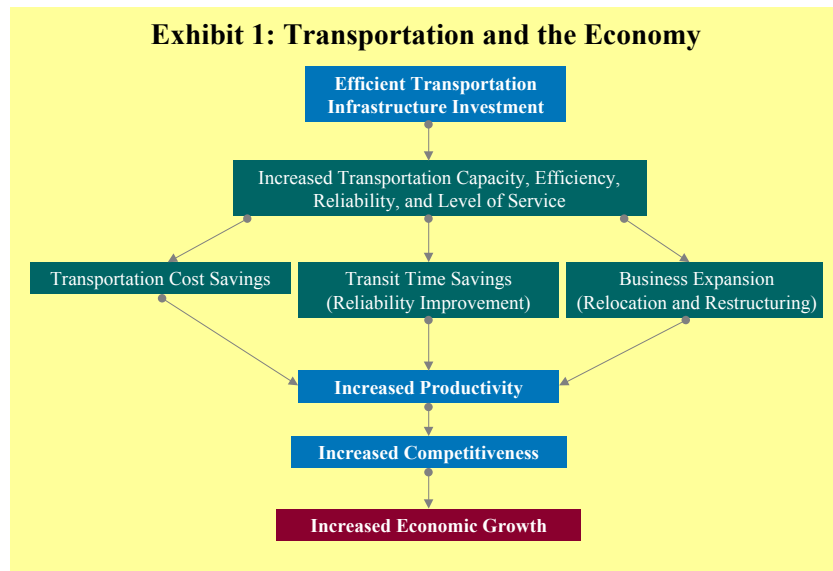 Exhibit 1: Transportation and the Economy
Efficient Transportation
Infrastructure Investment
Increased Transportation Capacity, Efficiency,
Reliability, and Level of Service
Transportation Cost Savings
Transit Time Savings
(Reliability Improvement)
Business Expansion
(Relocation and Restructuring)
Increased Productivity
Increased Competitiveness
Increased Economic Growth